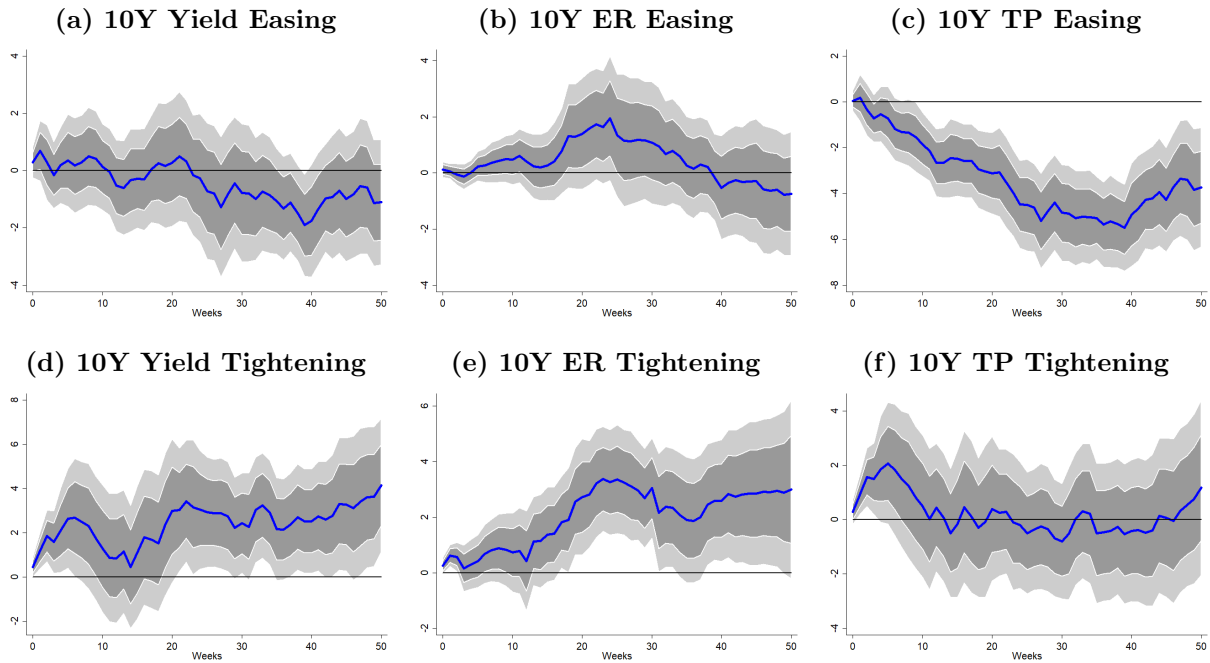 (a) 10Y Yield Easing
(b) 10Y ER Easing
(c) 10Y TP Easing
4
2
0
-2
-4
0 10 20 30 40 50
Weeks
4
2
0
-2
-4
0 10 20 30 40 50
Weeks
2
0
-2
-4
-6
-8
0 10 20 30 40 50
Weeks
(d) 10Y Yield Tightening
(e) 10Y ER Tightening
(f) 10Y TP Tightening
8
6
4
2
0
-2
0 10 20 30 40 50
Weeks
6
4
2
0
-2
0 10 20 30 40 50
Weeks
4
2
0
-2
-4
0 10 20 30 40 50
Weeks